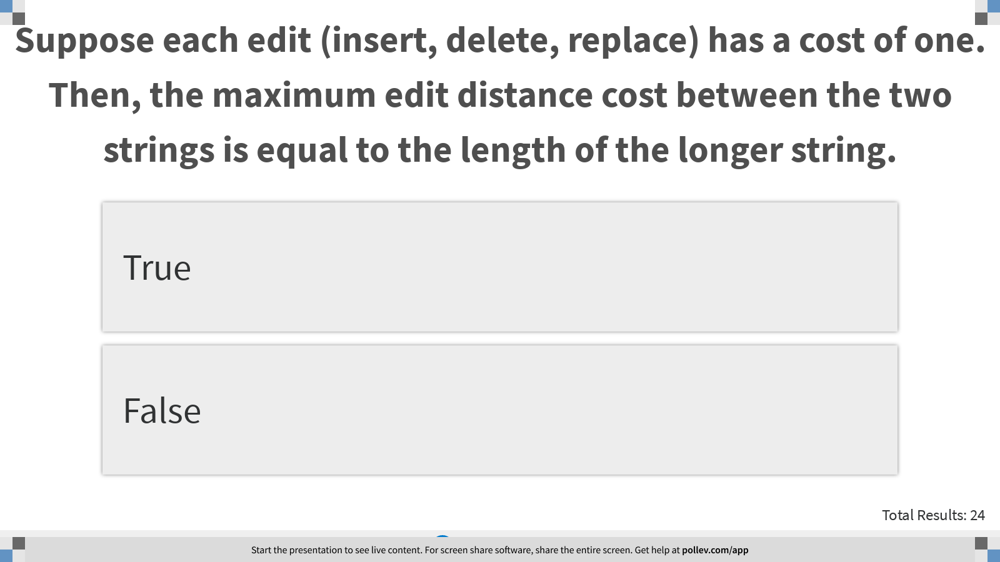 Suppose each edit (insert, delete, replace) has a cost of one.
Then, the maximum edit distance cost between the two
strings is equal to the length of the longer string.
True
False
Total Results: 24
Start the presentation to see live content. For screen share software, share the entire screen. Get help at pollev.com/app